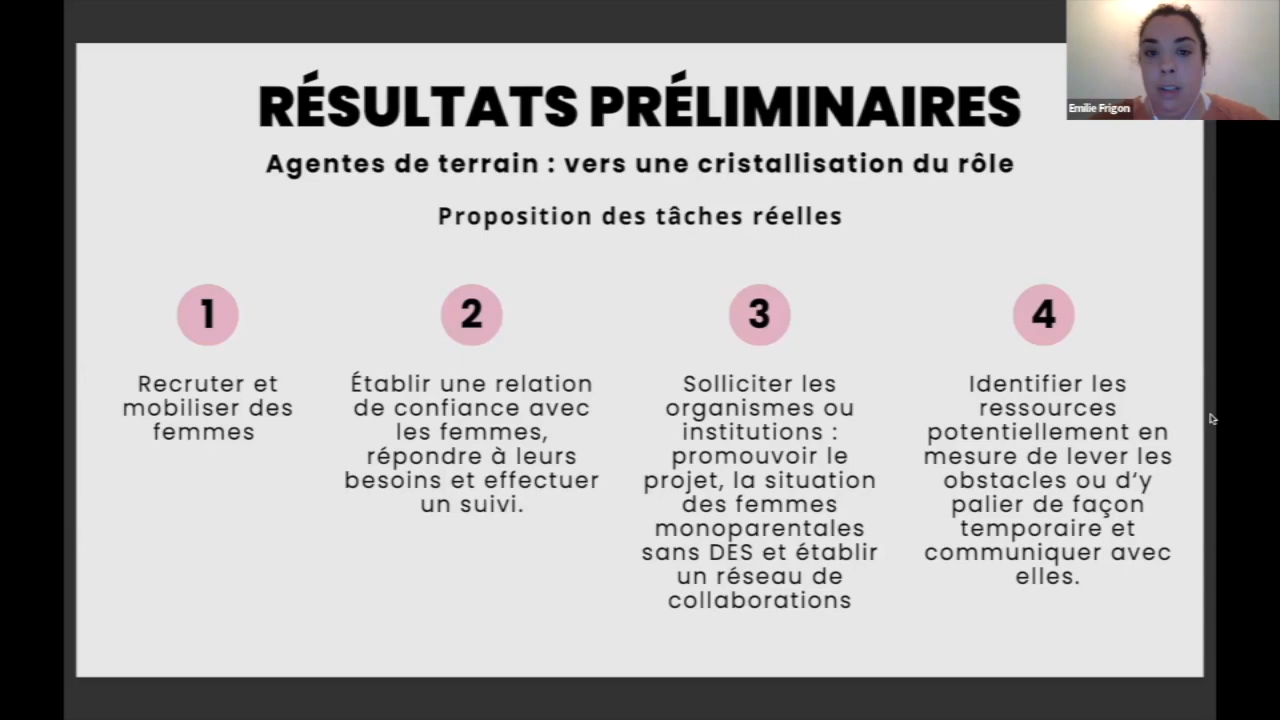 RÉSULTATS PRÉLIMINAIRES
Emilie Frigon
Agentes de terrain : vers une cristallisation du rôle
Proposition des tâches réelles
1
Recruter et
mobiliser des
femmes
2
Établir une relation
de confiance avec
les femmes,
répondre à leurs
besoins et effectuer
un suivi.
3
Solliciter les
organismes ou
institutions :
promouvoir le
projet, la situation
des femmes
monoparentales
sans DES et établir
un réseau de
collaborations
4
Identifier les
ressources
potentiellement en
mesure de lever les
obstacles ou d’y
palier de façon
temporaire et
communiquer avec
elles.